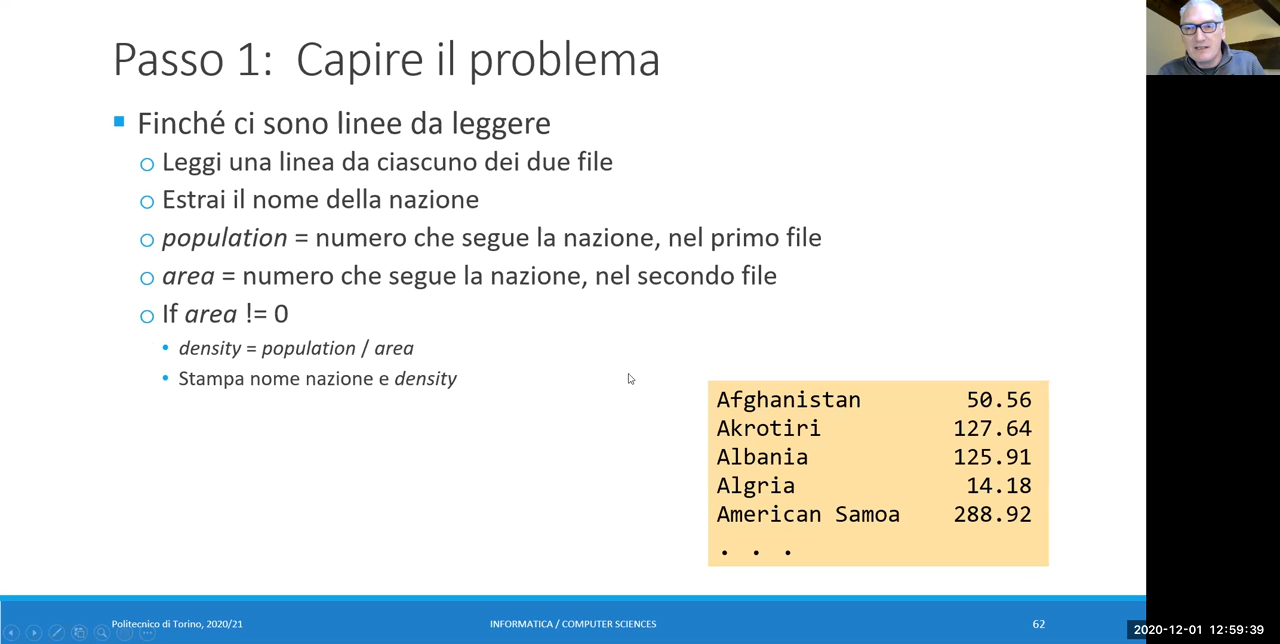 Passo 1: Capire il problema
Finché ci sono linee da leggere
Leggi una linea da ciascuno dei due file
Estrai il nome della nazione
population = numero che segue la nazione, nel primo file
area = numero che segue la nazione, nel secondo file
If area != 0
density = population / area
Stampa nome nazione e density
Afghanistan 50.56
Akrotiri 127.64
Albania 125.91
Algria 14.18
American Samoa 288.92
. . .
Politecnico di Torino, 2020/21 INFORMATICA / COMPUTER SCIENCES 62
2020-12-01 12:59:39